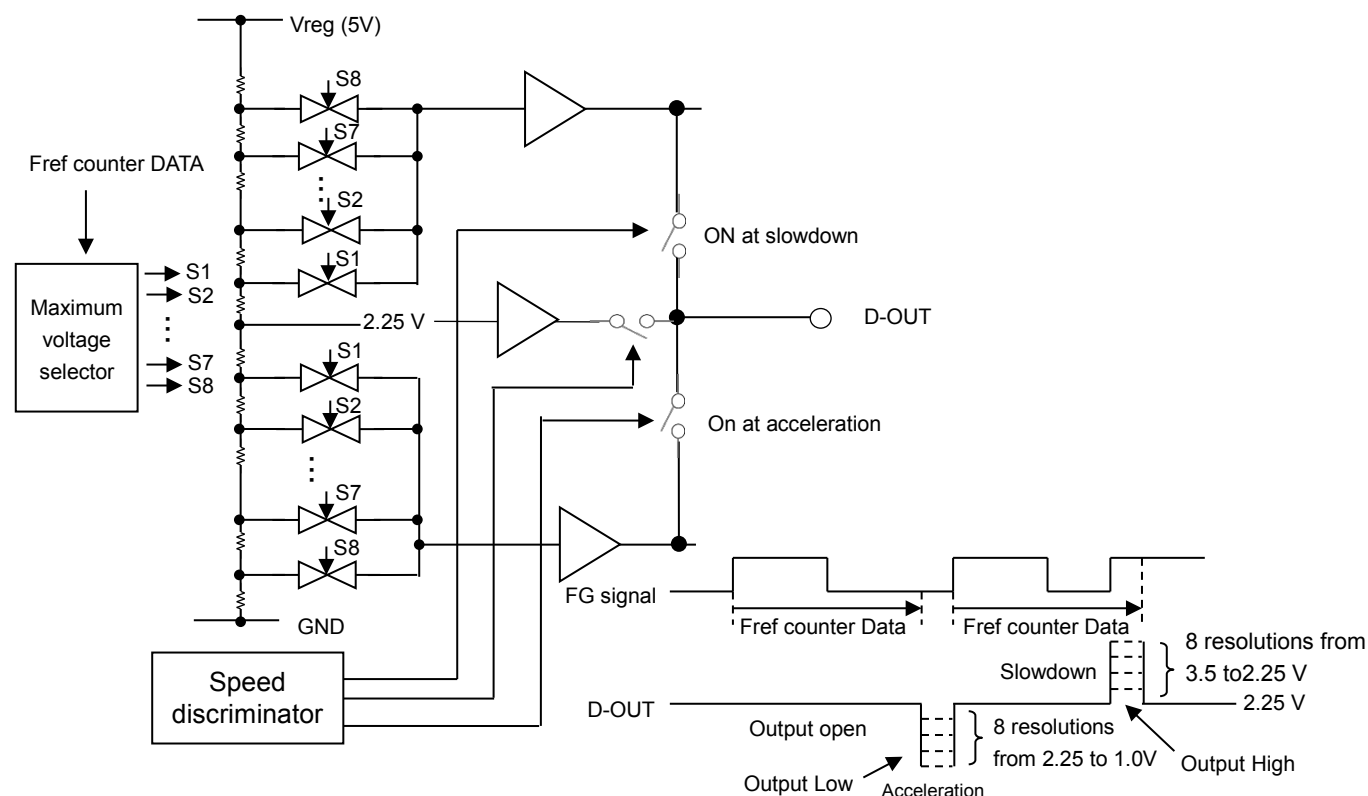 Vreg (5V)
S8
S7
⋮
S2
S1
Fref counter DATA
Maximum
voltage
selector
S1
S2
⋮
S7
S8
2.25 V
S1
S2
⋮
S7
S8
GND
ON at slowdown
D-OUT
On at acceleration
Speed
discriminator
FG signal
Fref counter Data
Fref counter Data
Slowdown
8 resolutions from
3.5 to2.25 V
2.25 V
D-OUT
Output open
8 resolutions
from 2.25 to 1.0V
Output Low
Output High
Acceleration